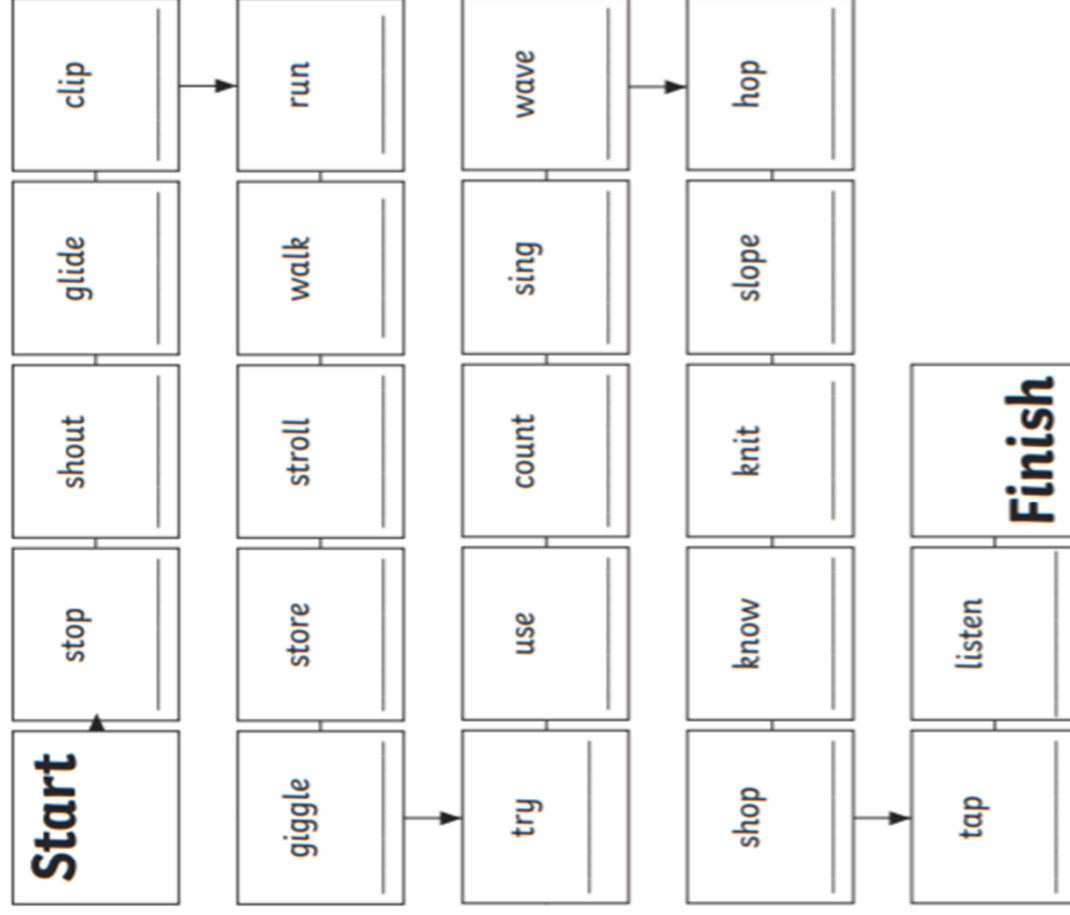 Start
stop
shout
glide
clip
giggle
store
stroll
walk
run
try
use
count
sing
wave
shop
know
knit
slope
hop
tap
listen
Finish